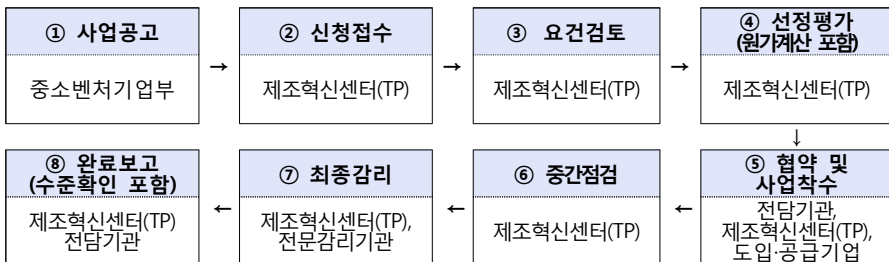 ① 사업공고
중소벤처기업부
→
② 신청접수
제조혁신센터(TP)
→
③ 요건검토
제조혁신센터(TP)
→
④ 선정평가
(원가계산 포함)
제조혁신센터(TP)
↓
⑤ 협약 및
사업착수
전담기관,
제조혁신센터(TP),
도입·공급기업
←
⑥ 중간점검
제조혁신센터(TP)
←
⑦ 최종감리
제조혁신센터(TP),
전문감리기관
←
⑧ 완료보고
(수준확인 포함)
제조혁신센터(TP)
전담기관